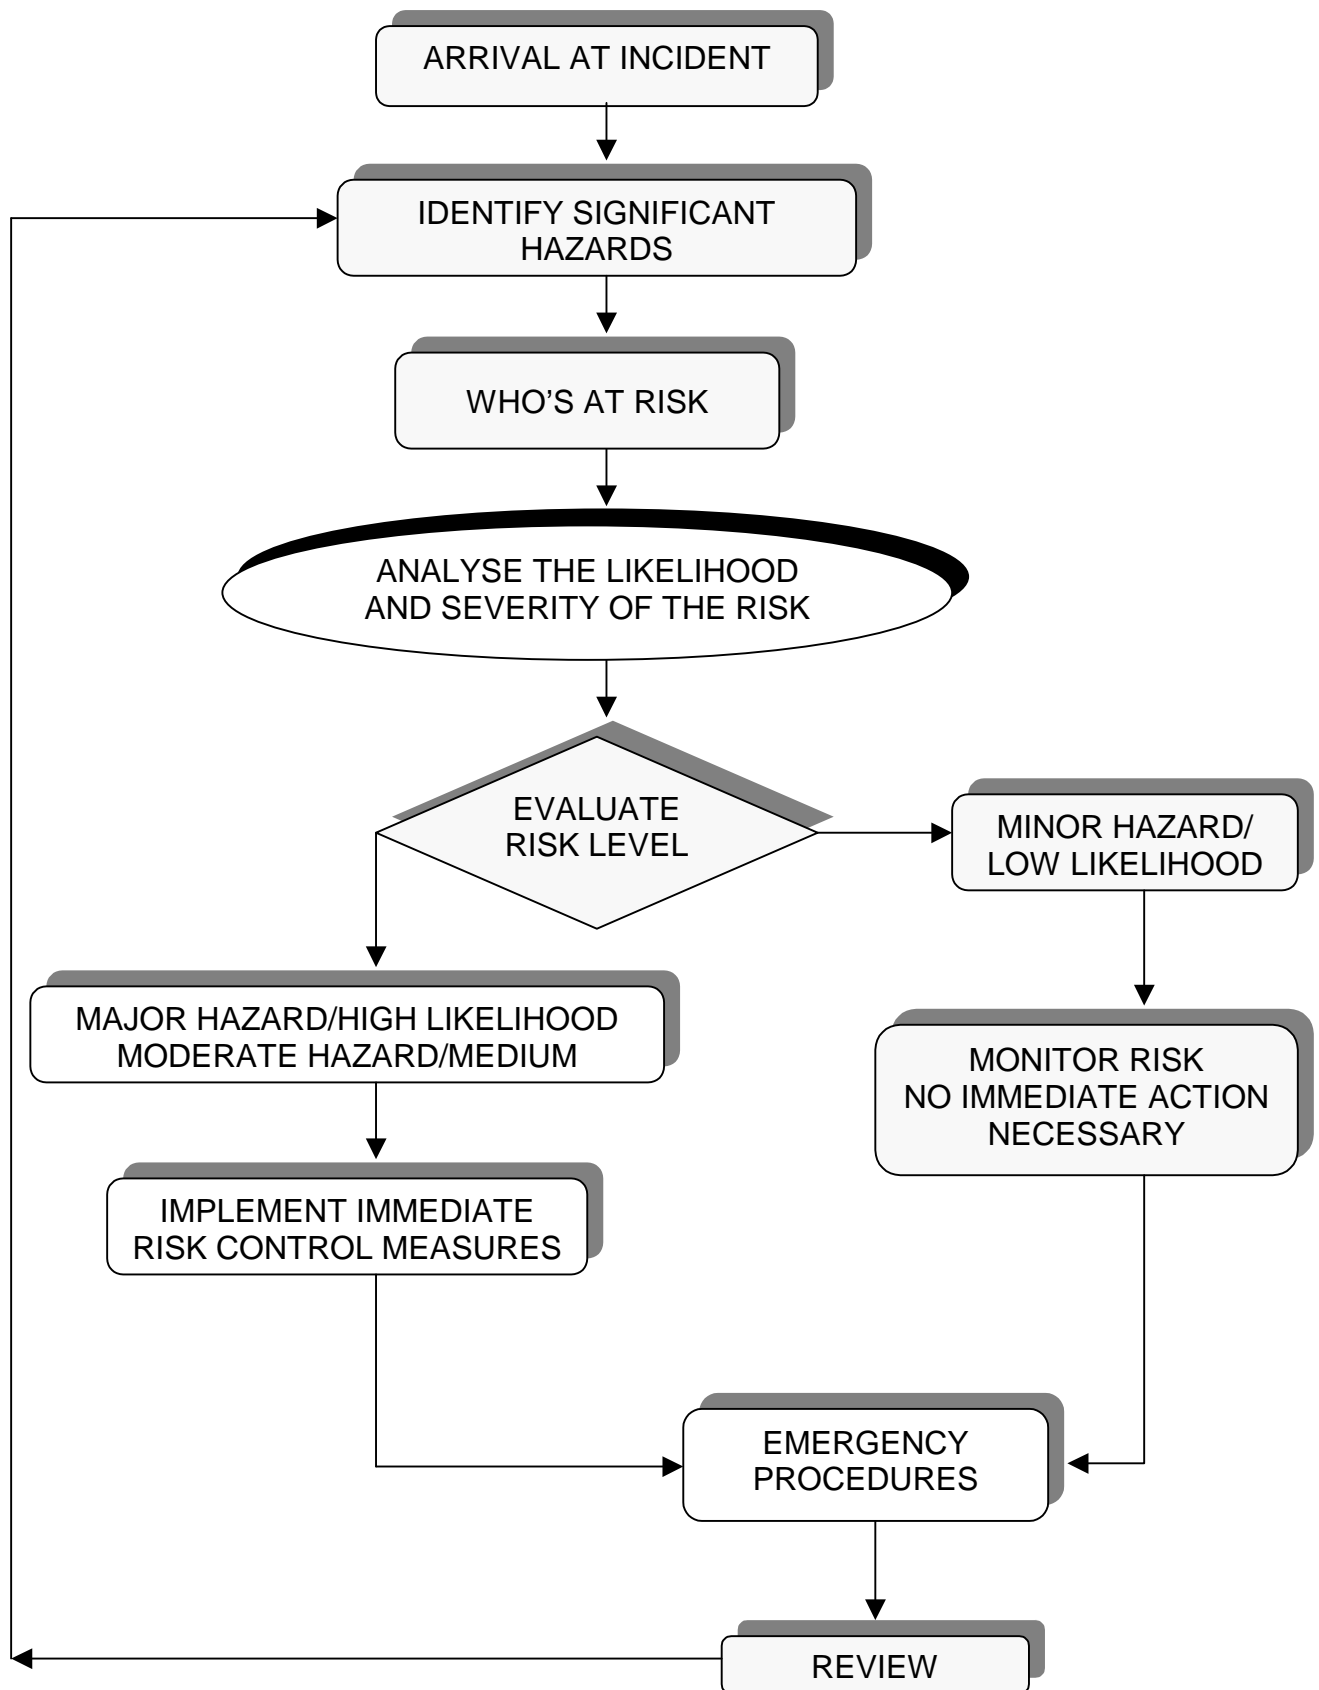 ARRIVAL AT INCIDENT
IDENTIFY SIGNIFICANT
HAZARDS
WHO’S AT RISK
ANALYSE THE LIKELIHOOD
AND SEVERITY OF THE RISK
EVALUATE
RISK LEVEL
MINOR HAZARD/
LOW LIKELIHOOD
MAJOR HAZARD/HIGH LIKELIHOOD
MODERATE HAZARD/MEDIUM
MONITOR RISK
NO IMMEDIATE ACTION
NECESSARY
IMPLEMENT IMMEDIATE
RISK CONTROL MEASURES
EMERGENCY
PROCEDURES
REVIEW